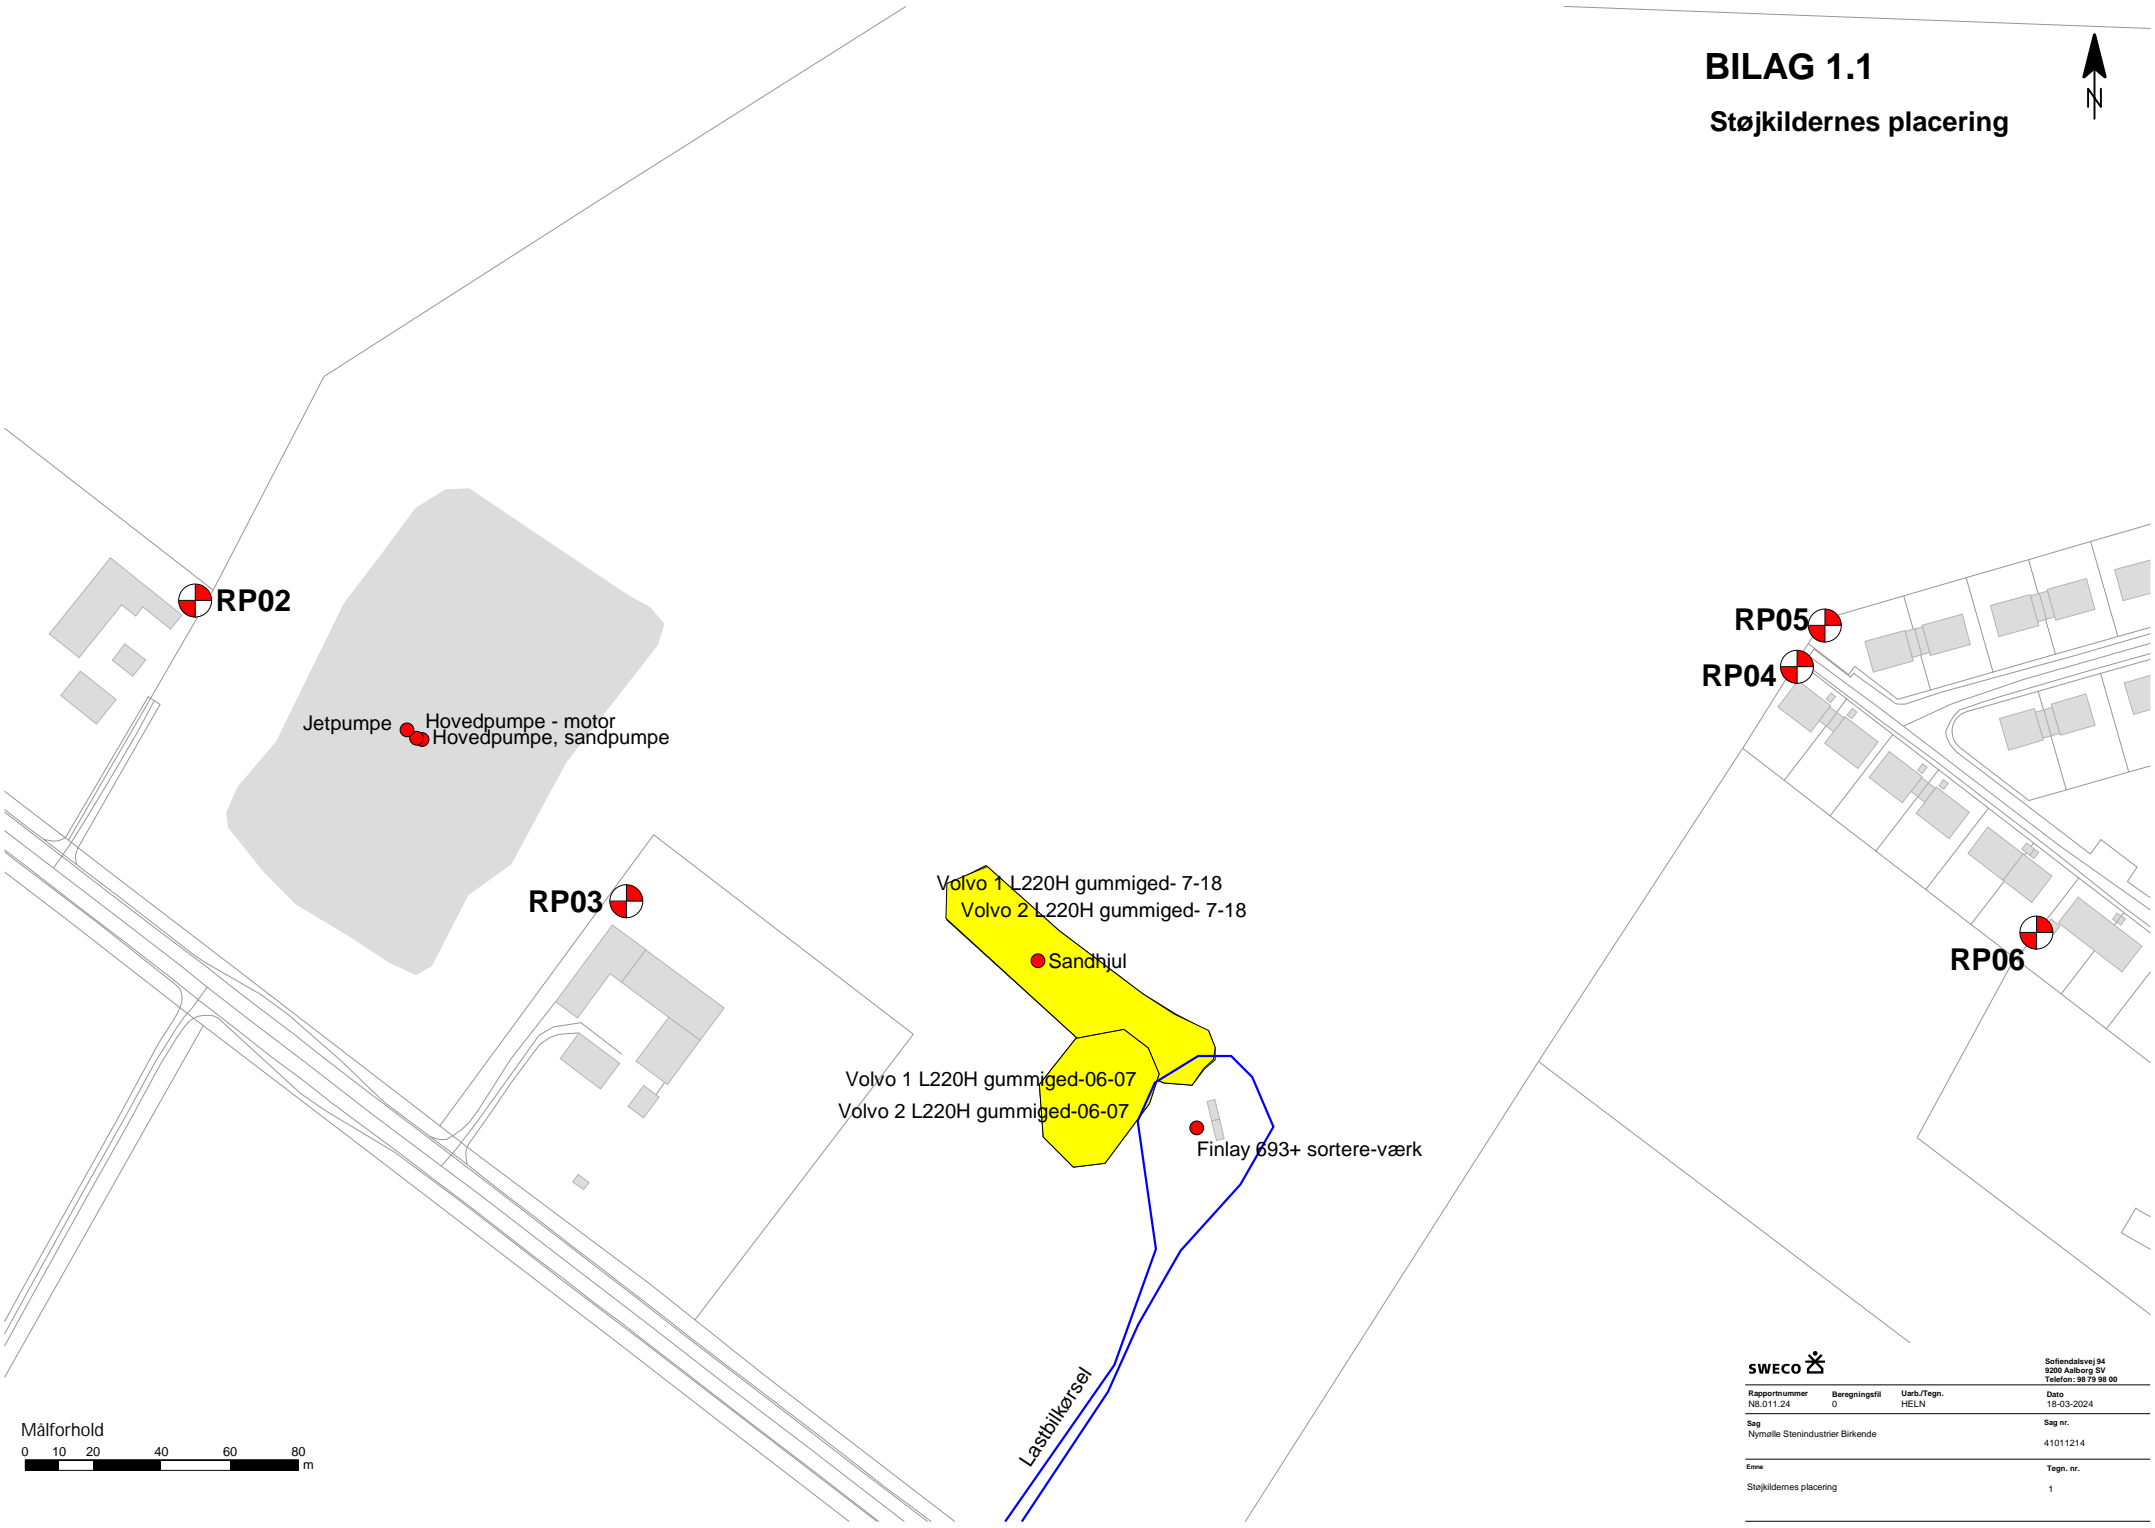 BILAG 1.1
N
Støjkildernes placering
RP02
RP05
RP04
Jetpumpe
Hovedpumpe - motor
Hovedpumpe, sandpumpe
RP03
Volvo 1 L220H gummiged- 7-18
Volvo 2 L220H gummiged- 7-18
RP06
Sandhjul
Volvo 1 L220H gummiged-06-07
Volvo 2 L220H gummiged-06-07
Finlay 693+ sortere-værk
Lastbilkørsel
Målforhold
0 10 20 40 60 80
m
SWECO
Sofiendalsvej 94
9200 Aalborg SV
Telefon: 98 79 98 00
Rapportnummer Beregningsfil Uarb./Tegn. Dato
N8.011.24 0 HELN 18-03-2024
Sag Sag nr.
Nymølle Stenindustrier Birkende
41011214
Emne Tegn. nr.
Støjkildernes placering 1